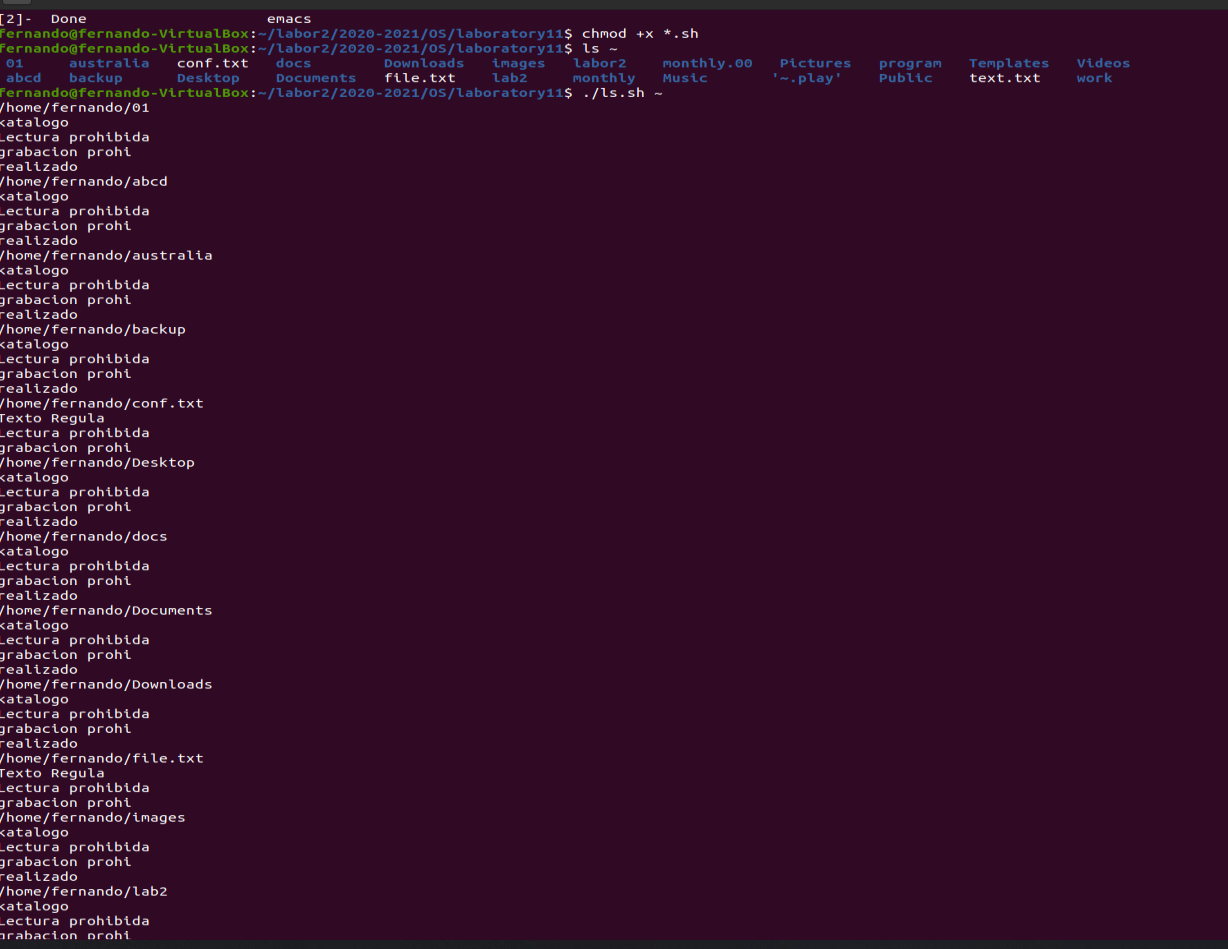 [2]-  Done                    emacs
fernando@fernando-VirtualBox:~/labor2/2020-2021/OS/laboratory11$ chmod +x *.sh
fernando@fernando-VirtualBox:~/labor2/2020-2021/OS/laboratory11$ ls ~
01     australia   conf.txt   docs        Downloads   images   labor2    monthly.00   Pictures   program   Templates   Videos
abcd   backup      Desktop    Documents   file.txt    lab2     monthly   Music       '~.play'    Public    text.txt    work
fernando@fernando-VirtualBox:~/labor2/2020-2021/OS/laboratory11$ ./ls.sh ~
/home/fernando/01
katalogo
Lectura prohibida
grabacion prohi
realizado
/home/fernando/abcd
katalogo
Lectura prohibida
grabacion prohi
realizado
/home/fernando/australia
katalogo
Lectura prohibida
grabacion prohi
realizado
/home/fernando/backup
katalogo
Lectura prohibida
grabacion prohi
realizado
/home/fernando/conf.txt
Texto Regula
Lectura prohibida
grabacion prohi
/home/fernando/Desktop
katalogo
Lectura prohibida
grabacion prohi
realizado
/home/fernando/docs
katalogo
Lectura prohibida
grabacion prohi
realizado
/home/fernando/Documents
katalogo
Lectura prohibida
grabacion prohi
realizado
/home/fernando/Downloads
katalogo
Lectura prohibida
grabacion prohi
realizado
/home/fernando/file.txt
Texto Regula
Lectura prohibida
grabacion prohi
/home/fernando/images
katalogo
Lectura prohibida
grabacion prohi
realizado
/home/fernando/lab2
katalogo
Lectura prohibida
grabacion prohi